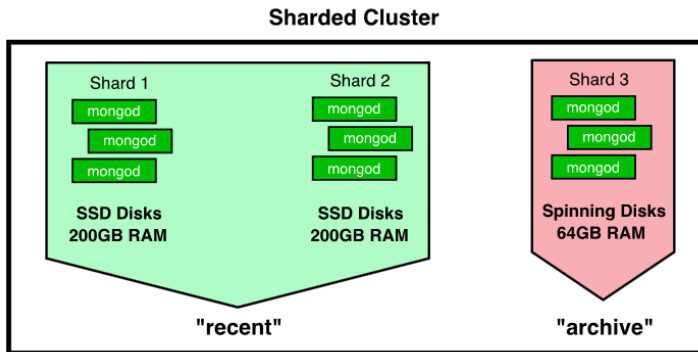 Sharded Cluster
Shard 1
mongod
mongod
mongod
SSD Disks
200GB RAM
Shard 2
mongod
mongod
mongod
SSD Disks
200GB RAM
"recent"
Shard 3
mongod
mongod
mongod
Spinning Disks
64GB RAM
"archive"